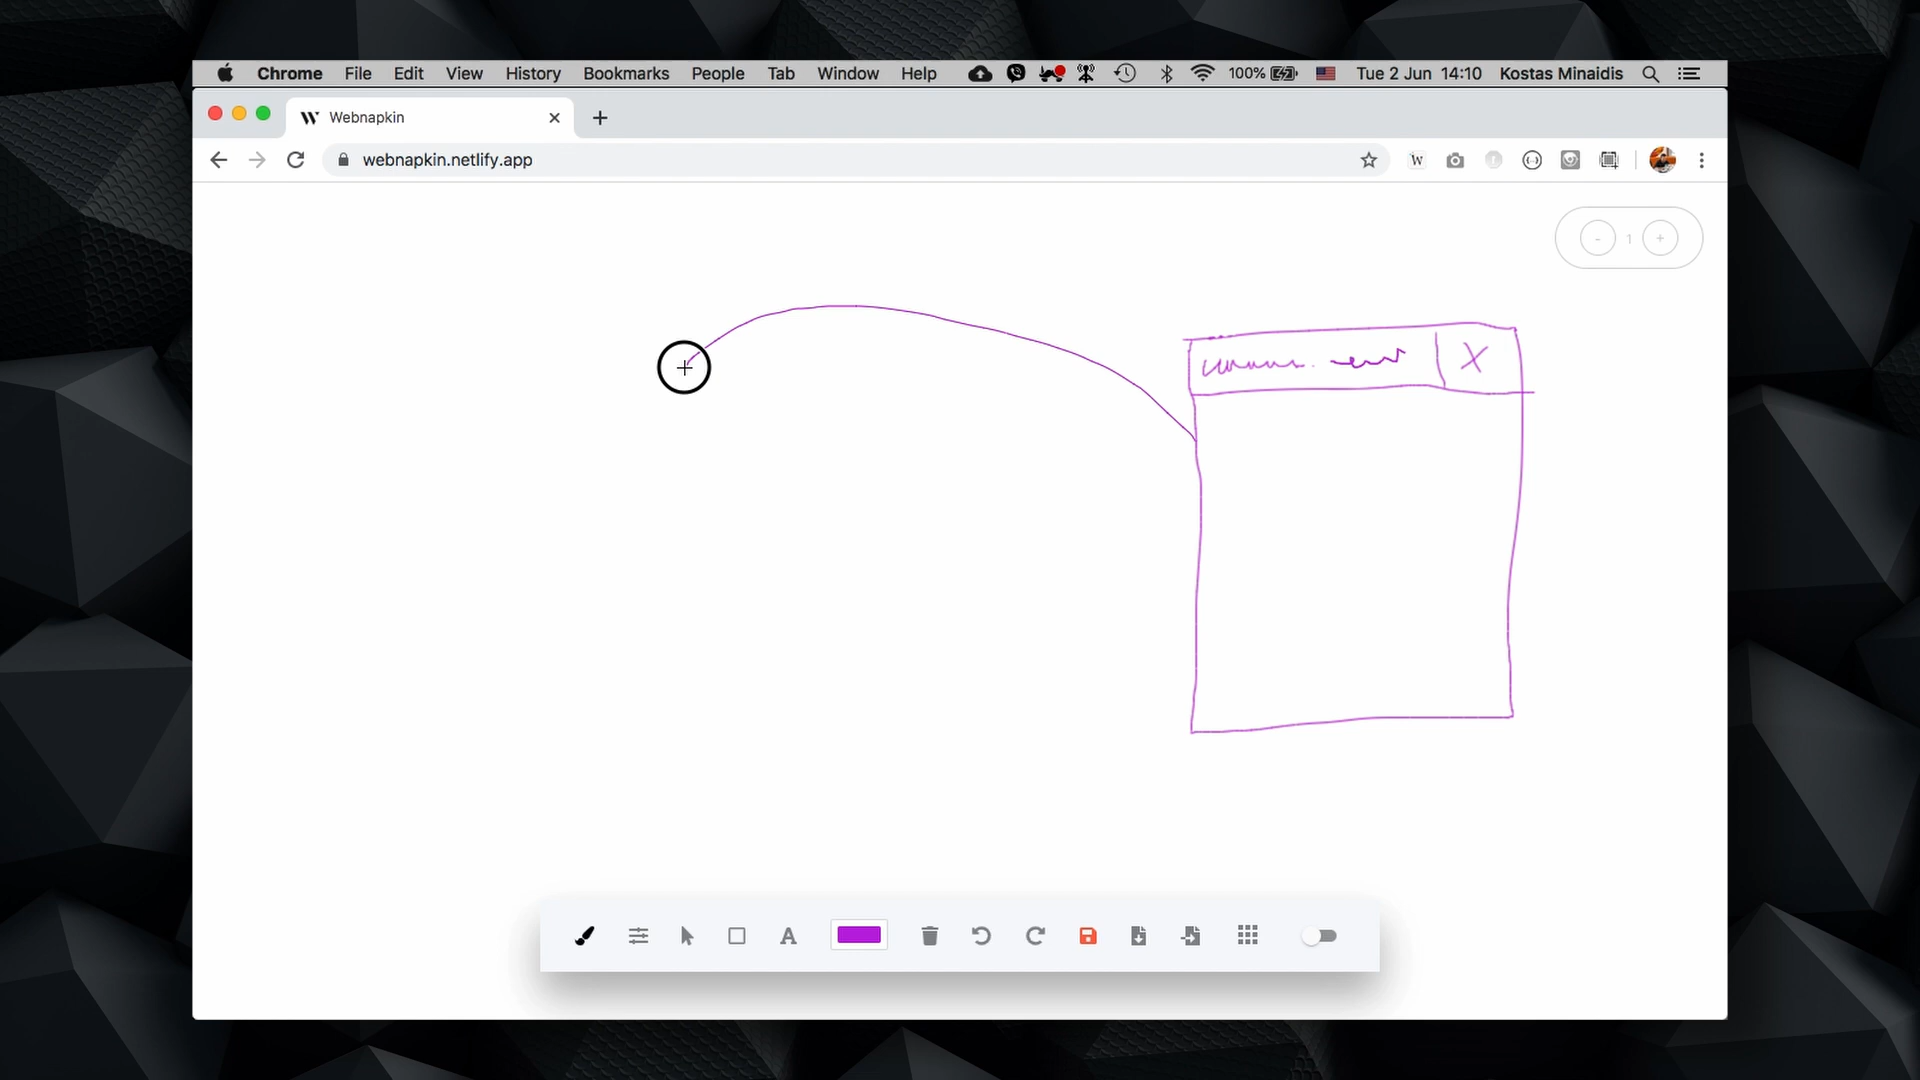 Chrome File Edit View History Bookmarks People Tab Window Help 100% Tue 2 Jun 14:10 Kostas Minaidis
Webnapkin
webnapkin.netlify.app
- 1 +
X